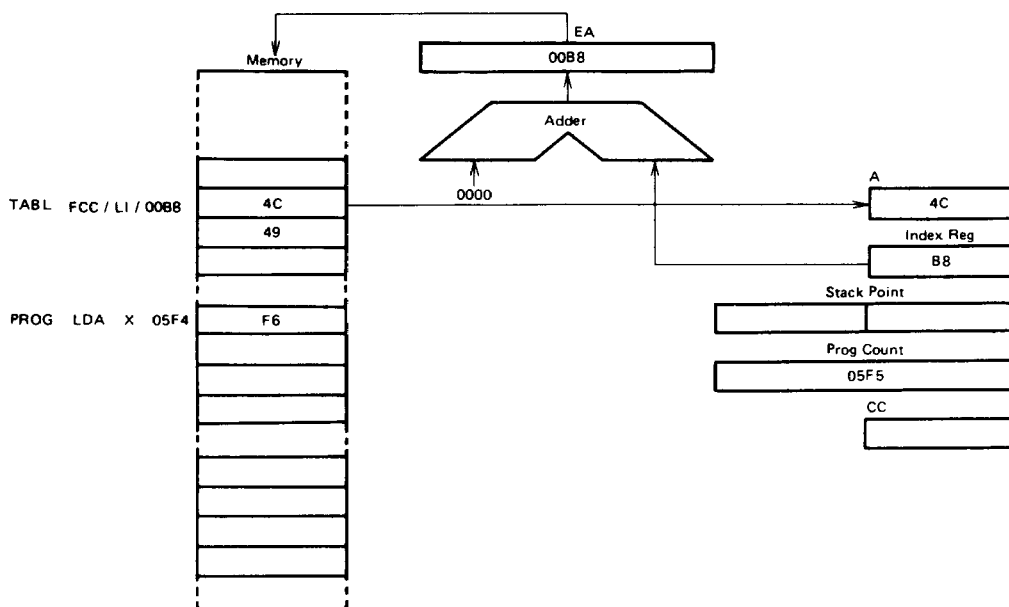 EA
00B8
Memory
Adder
0000
A
TABL FCC / LI / 00B8 4C 4C
49
Index Reg
B8
Stack Point
PROG LDA X 05F4 F6
Prog Count
05F5
CC